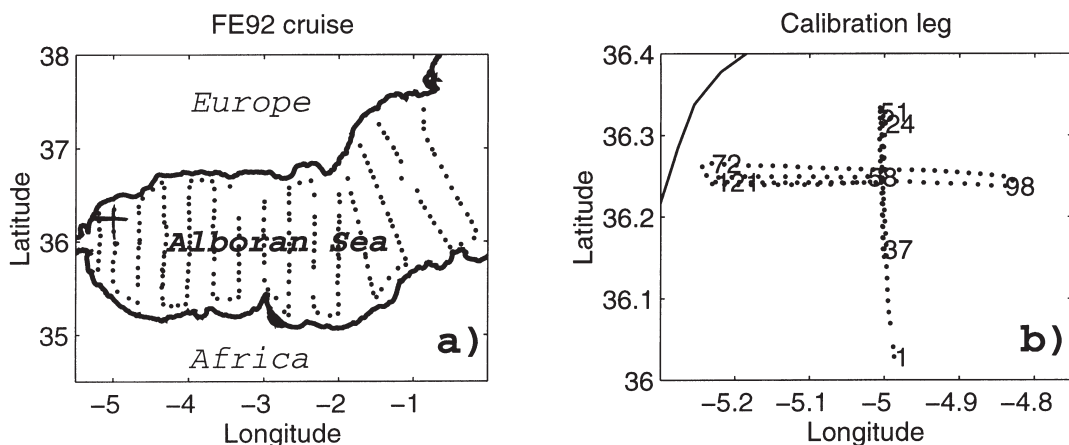 FE92 cruise
38
37
36
35
Latitude
Europe
Alboran Sea
Africa
a)
−5 −4 −3 −2 −1
Longitude
Calibration leg
36.4
36.3
36.2
36.1
36
Latitude
51
24
72
121
58
98
37
1
b)
−5.2 −5.1 −5 −4.9 −4.8
Longitude